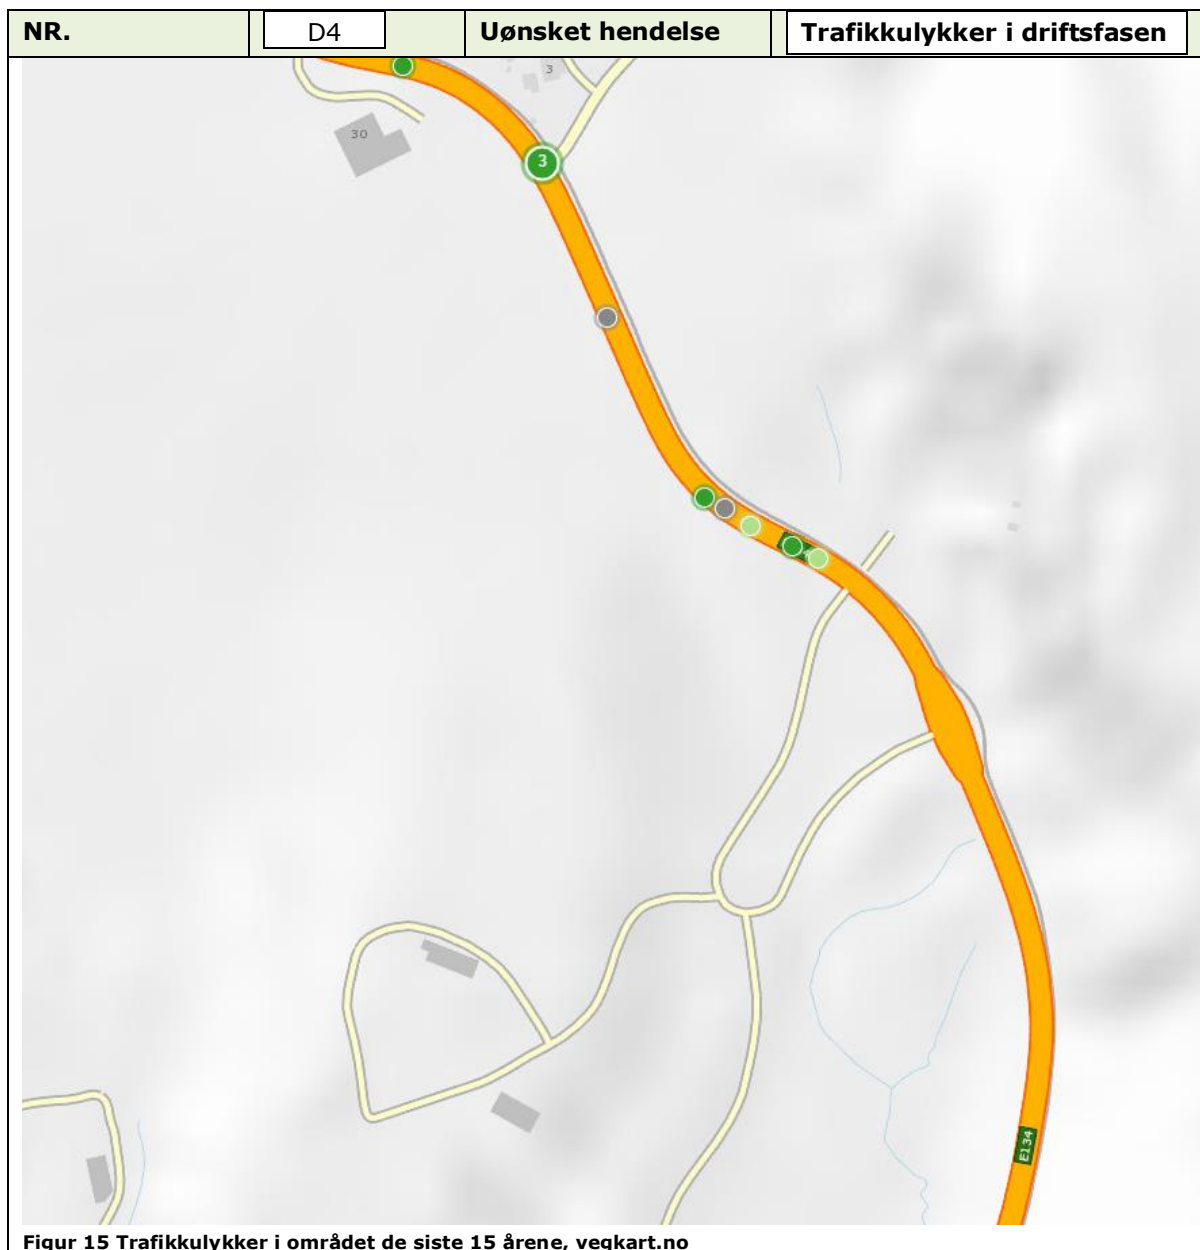 NR. D4 Uønsket hendelse Trafikkulykker i driftsfasen
3
30
3
E134
Figur 15 Trafikkulykker i området de siste 15 årene, vegkart.no